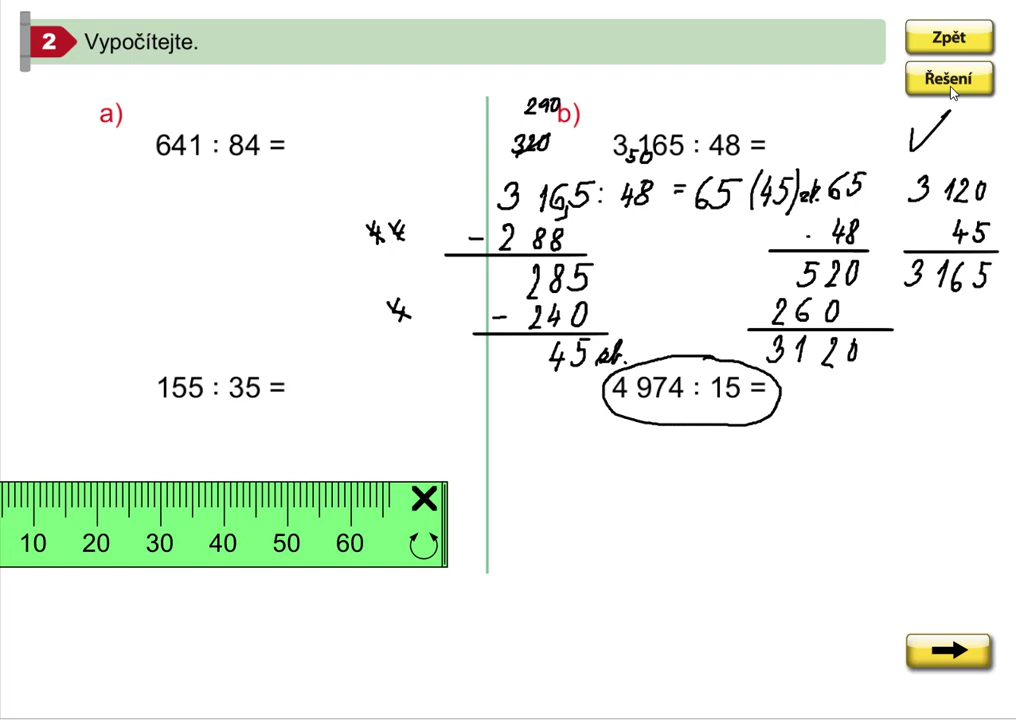 2 Vypočítejte.
Zpět
Řešení
a)
641 : 84 =
155 : 35 =
290 b)
320
3 165 : 48 =
50
3 165 : 48 = 65 (45) zb.
- 2 88
285
- 240
45 zb.
65
. 48
520
260
3120
3 120
45
3 165
4 974 : 15 =
10 20 30 40 50 60